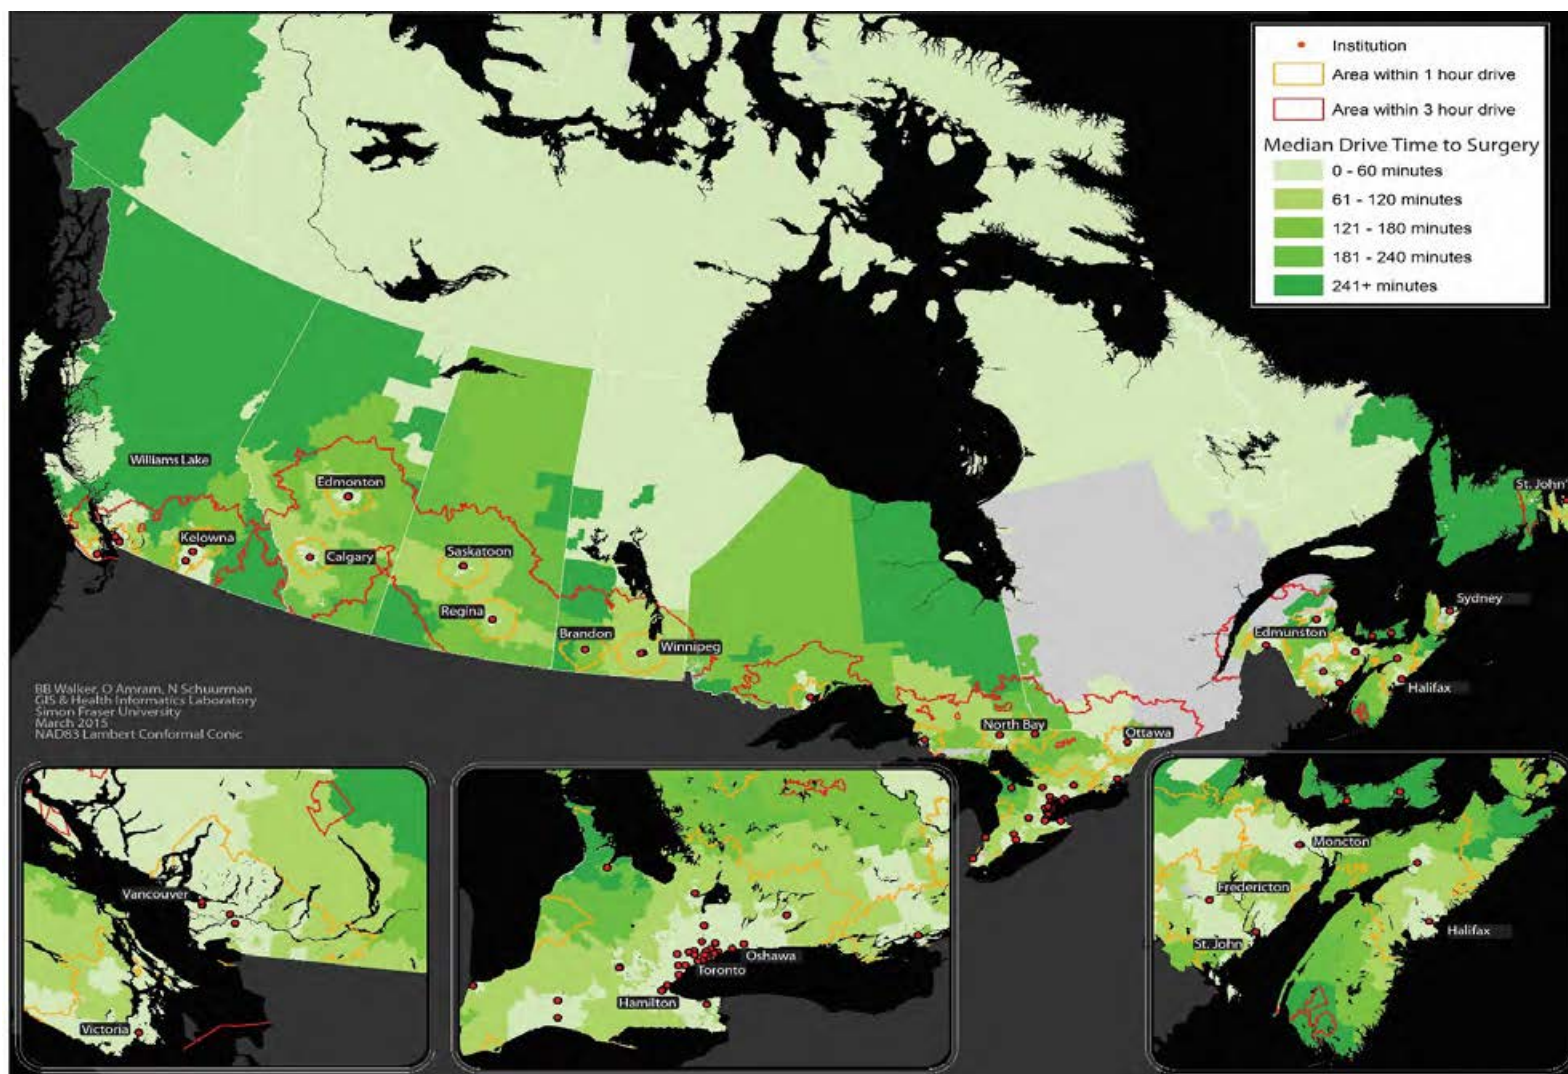 Institution
Area within 1 hour drive
Area within 3 hour drive
Median Drive Time to Surgery
0 - 60 minutes
61 - 120 minutes
121 - 180 minutes
181 - 240 minutes
241+ minutes
Williams Lake
Edmonton
St. John'
Kelowna
Calgary
Saskatoon
Regina
Sydney
Brandon
Winnipeg
Edmunston
Halifax
BB Walker, O Amram, N Schuurman
GIS & Health Informatics Laboratory
Simon Fraser University
March 2015
NAD83 Lambert Conformal Conic
North Bay
Ottawa
Vancouver
Victoria
Oshawa
Toronto
Hamilton
Moncton
Fredericton
Halifax
St. John